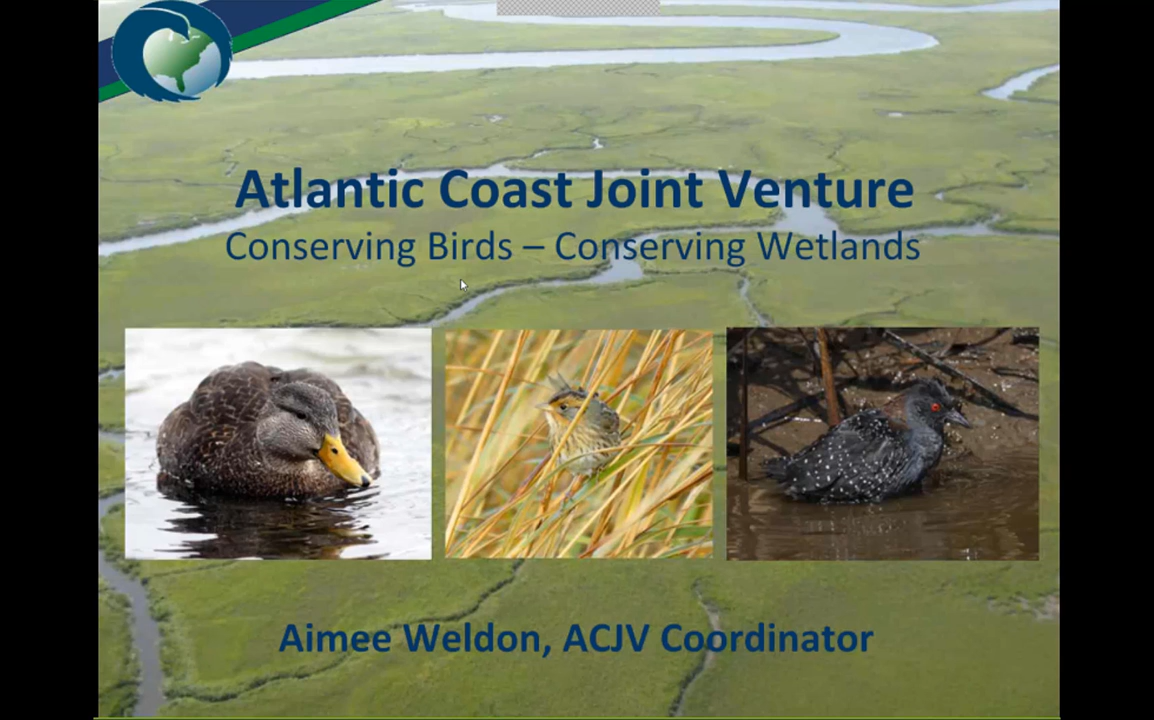 Atlantic Coast Joint Venture
Conserving Birds – Conserving Wetlands
Aimee Weldon, ACJV Coordinator